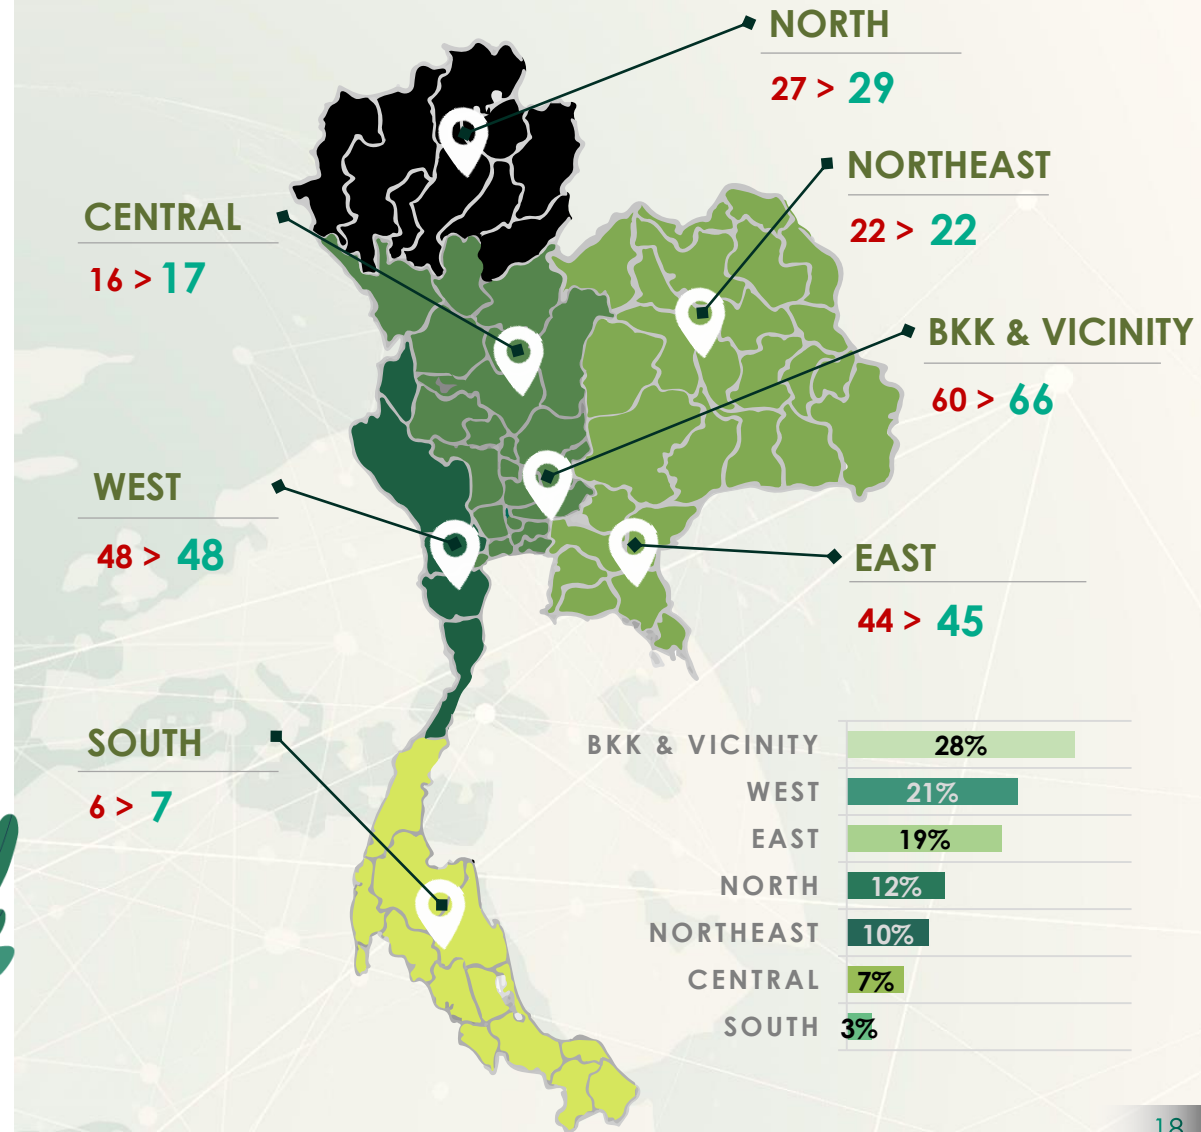 NORTH
27 > 29
NORTHEAST
22 > 22
CENTRAL
16 > 17
BKK & VICINITY
60 > 66
WEST
48 > 48
EAST
44 > 45
SOUTH
6 > 7
BKK & VICINITY 28%
WEST 21%
EAST 19%
NORTH 12%
NORTHEAST 10%
CENTRAL 7%
SOUTH 3%
18